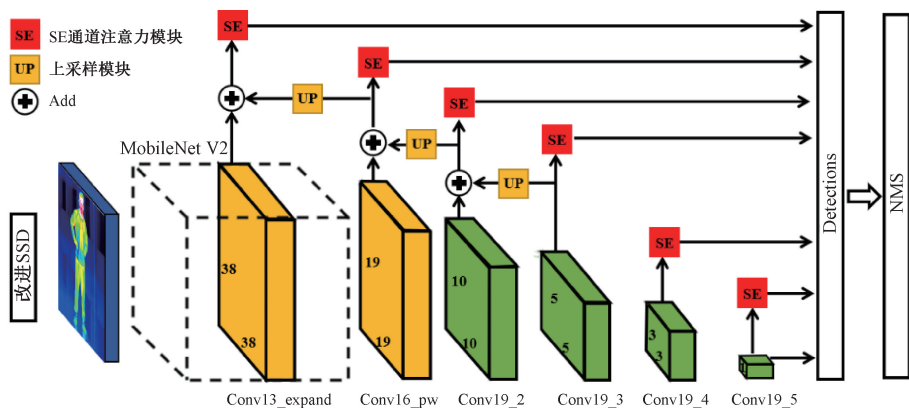 SE SE通道注意力模块
UP 上采样模块
Add
MobileNet V2
改进SSD
SE
SE
SE
SE
SE
SE
UP
UP
UP
38
38
19
19
10
10
5
5
3
3
Conv13_expand
Conv16_pw
Conv19_2
Conv19_3
Conv19_4
Conv19_5
Detections
NMS